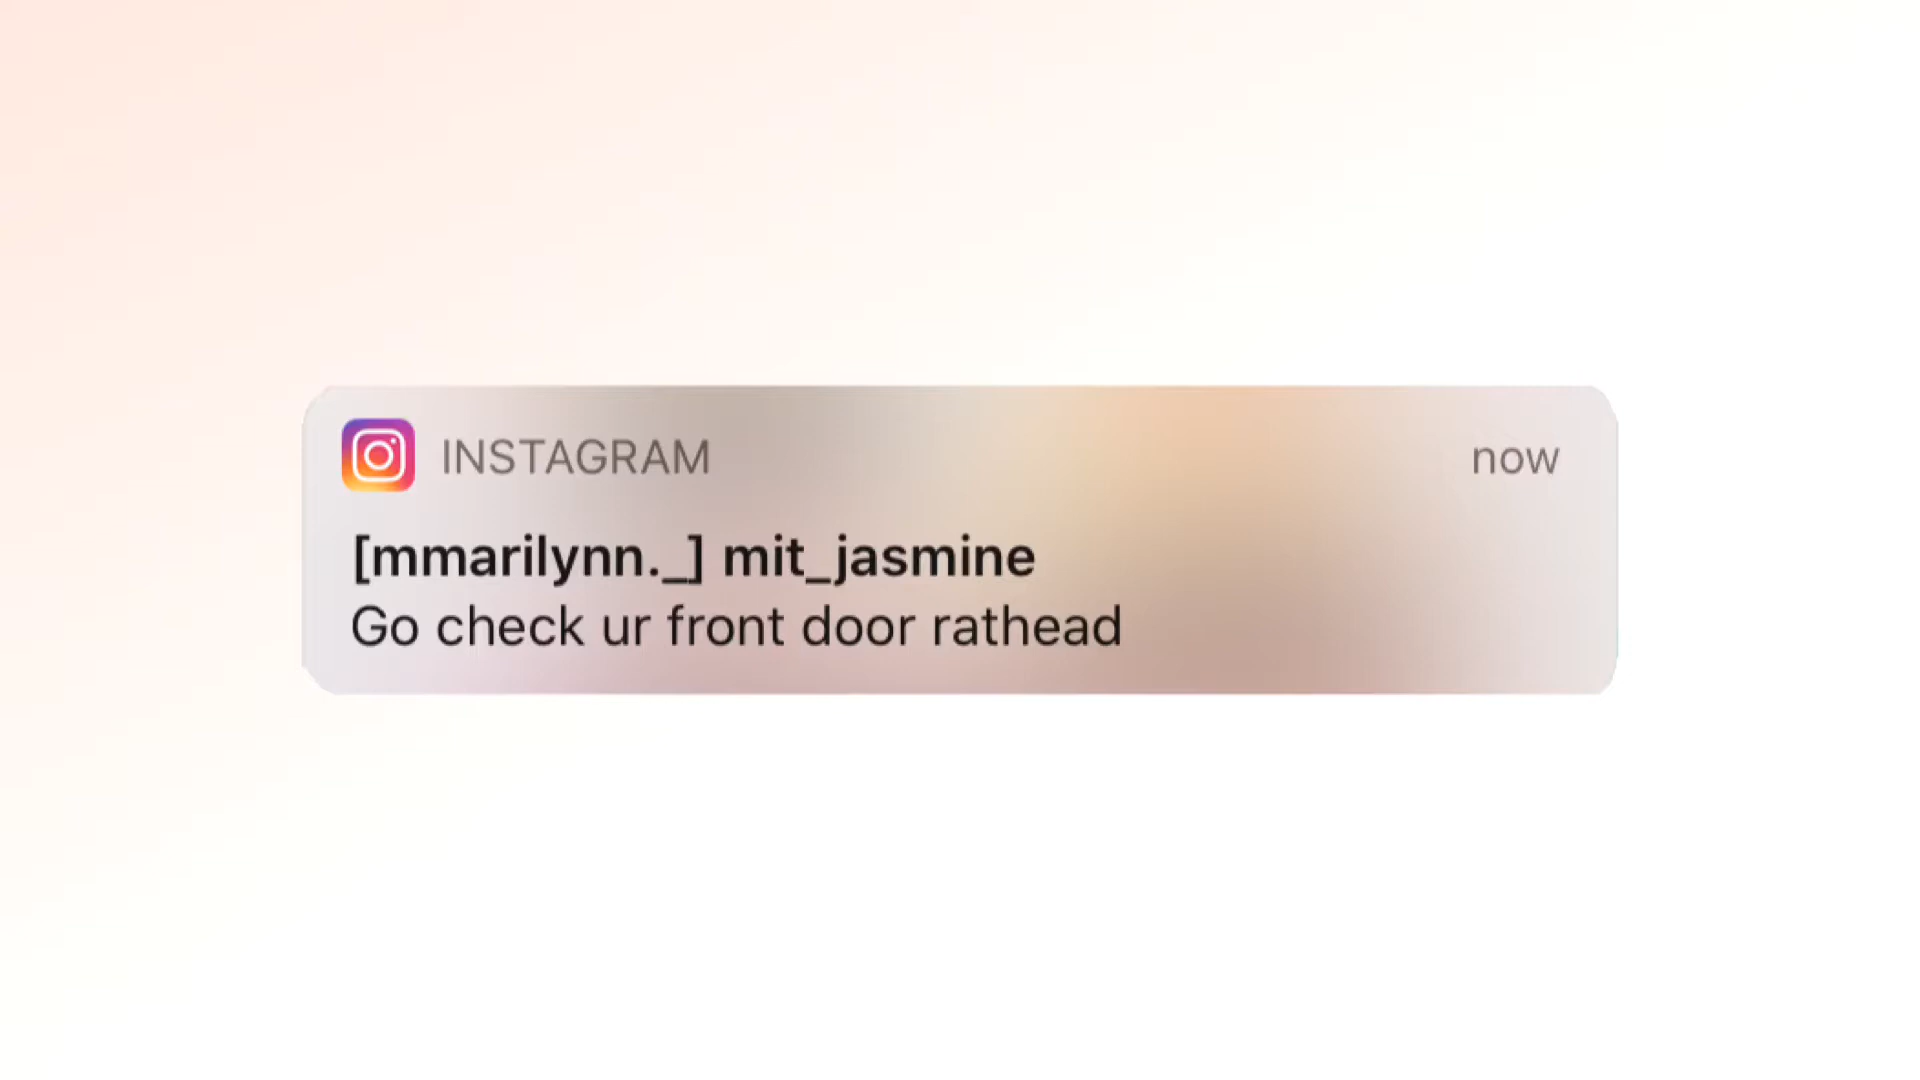 INSTAGRAM
now
[mmarilynn._] mit_jasmine
Go check ur front door rathead